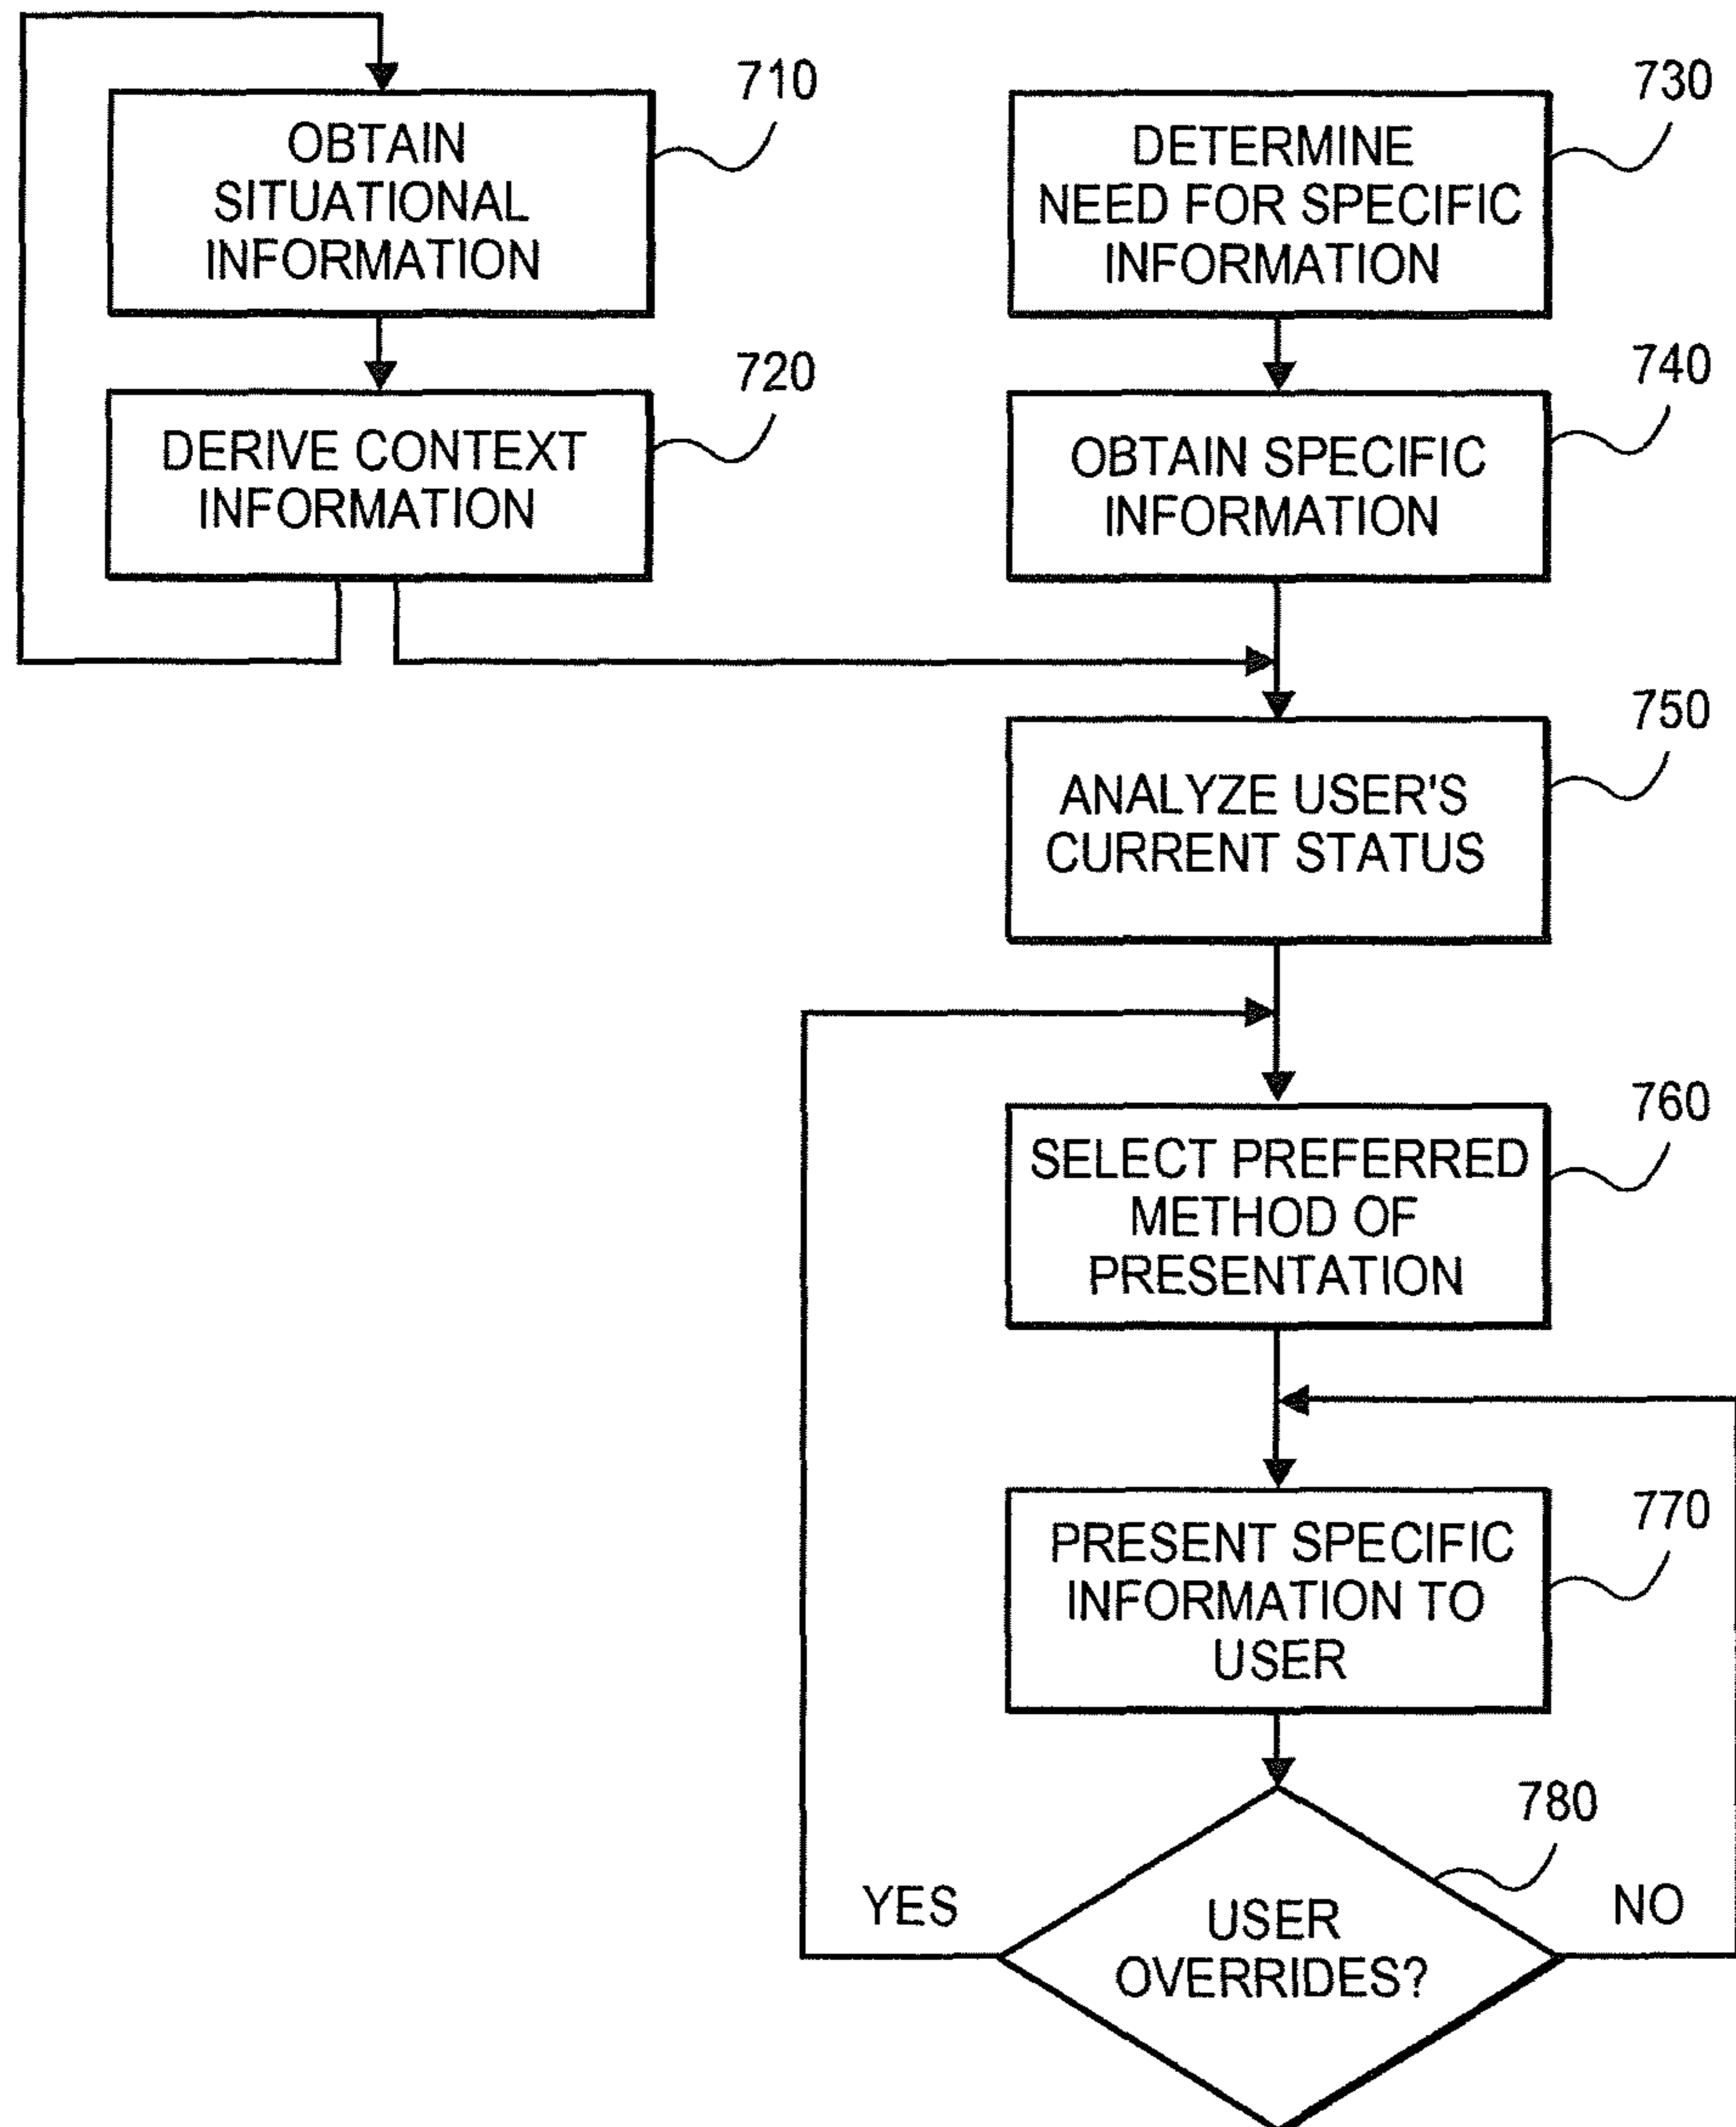 710
OBTAIN
SITUATIONAL
INFORMATION
720
DERIVE CONTEXT
INFORMATION
730
DETERMINE
NEED FOR SPECIFIC
INFORMATION
740
OBTAIN SPECIFIC
INFORMATION
750
ANALYZE USER'S
CURRENT STATUS
760
SELECT PREFERRED
METHOD OF
PRESENTATION
770
PRESENT SPECIFIC
INFORMATION TO
USER
780
YES
USER
OVERRIDES?
NO